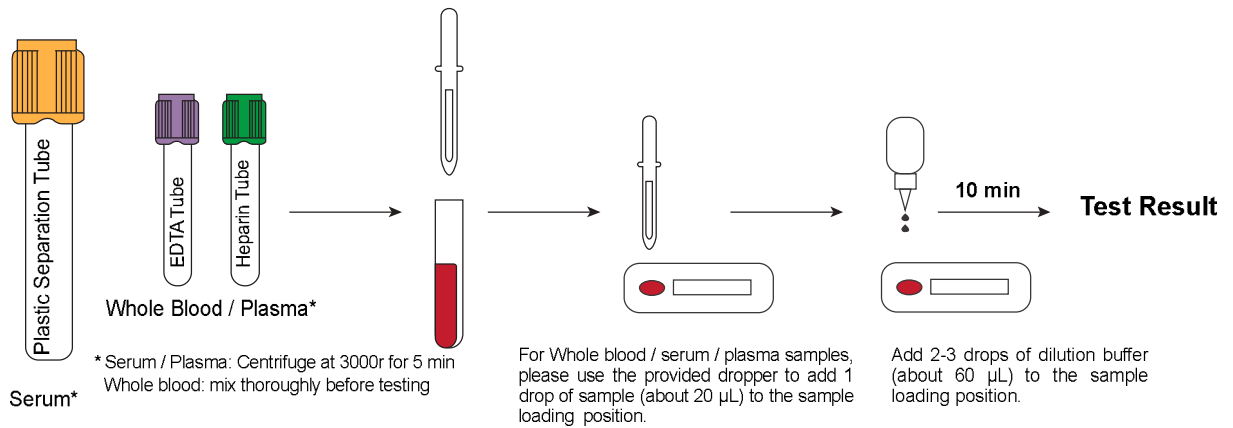 Plastic Separation Tube
Serum*
EDTA Tube
Heparin Tube
Whole Blood / Plasma*
* Serum / Plasma: Centrifuge at 3000r for 5 min
Whole blood: mix thoroughly before testing
For Whole blood / serum / plasma samples,
please use the provided dropper to add 1
drop of sample (about 20 µL) to the sample
loading position.
Add 2-3 drops of dilution buffer
(about 60 µL) to the sample
loading position.
10 min
Test Result